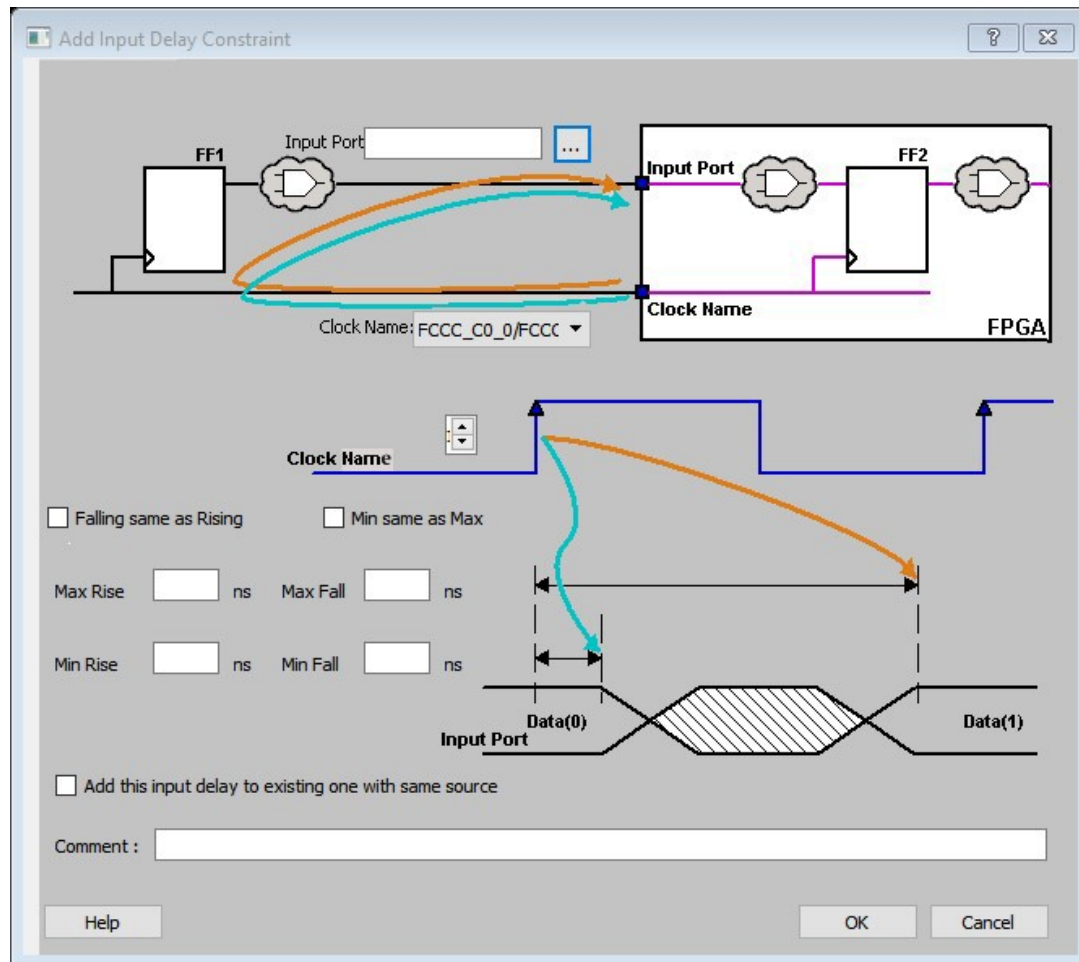 Add Input Delay Constraint
Input Port
...
FF1
Input Port
FF2
Clock Name
Clock Name: FCCC_C0_0/FCCC
FPGA
Clock Name
Falling same as Rising
Min same as Max
Max Rise ns Max Fall ns
Min Rise ns Min Fall ns
Data(0)
Data(1)
Input Port
Add this input delay to existing one with same source
Comment :
Help
OK
Cancel